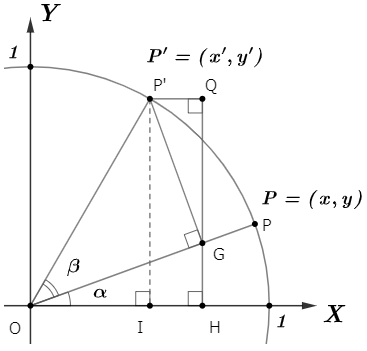 Y
1
P' = (x', y')
P'
Q
P = (x, y)
P
G
β
α
O
I
H
1
X